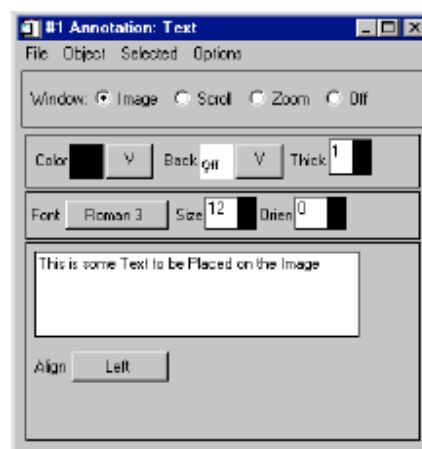 #1 Annotation: Text
File Object Selected Options
Window: Image Scroll Zoom Off
Color V Back Off V Thick 1
Font Roman 3 Size 12 Orien 0
This is some Text to be Placed on the Image
Align Left